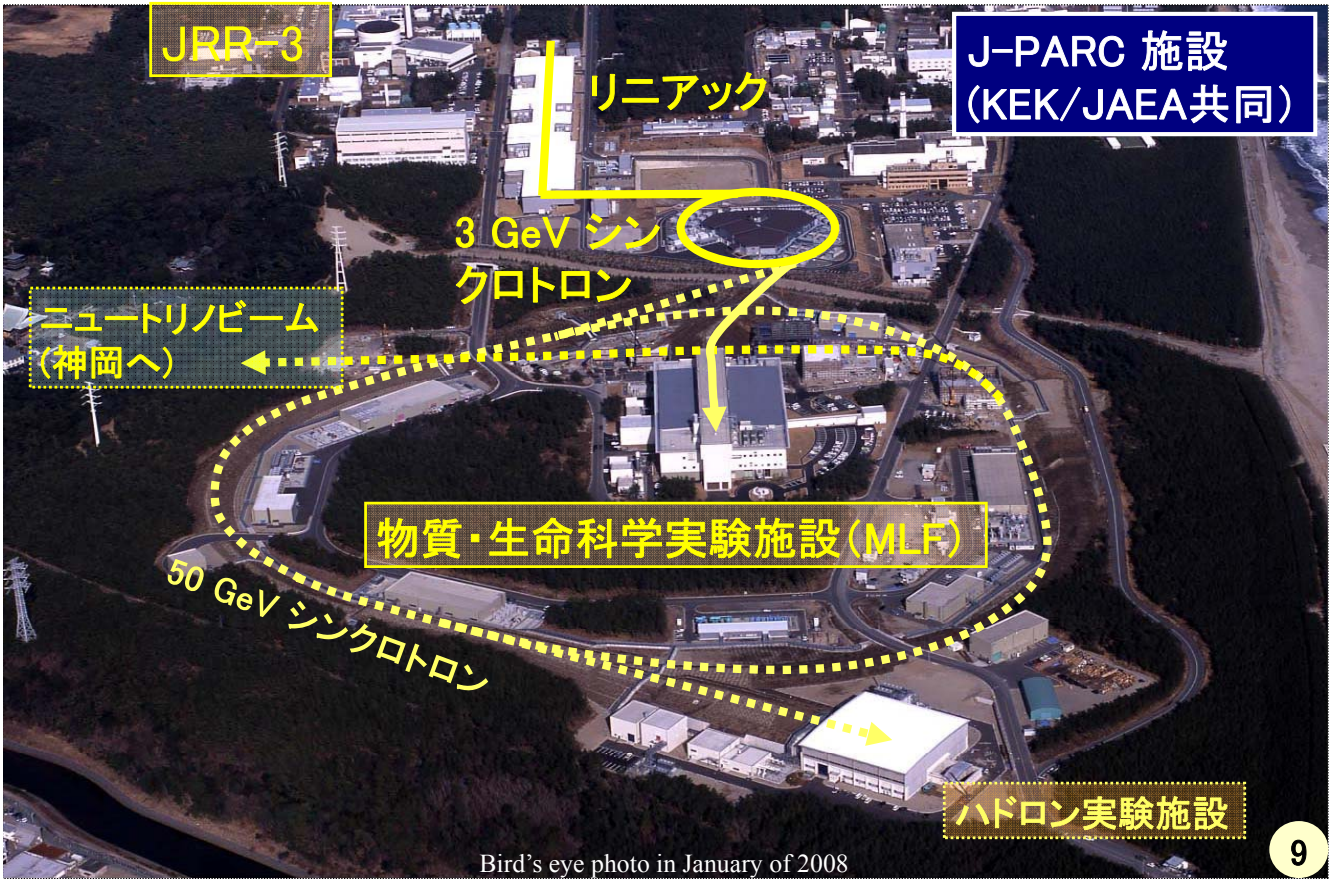 JRR-3
J-PARC 施設
(KEK/JAEA共同)
リニアック
3 GeV シン
クロトロン
ニュートリノビーム
(神岡へ)
物質・生命科学実験施設(MLF)
50 GeV シンクロトロン
ハドロン実験施設
Bird's eye photo in January of 2008
9